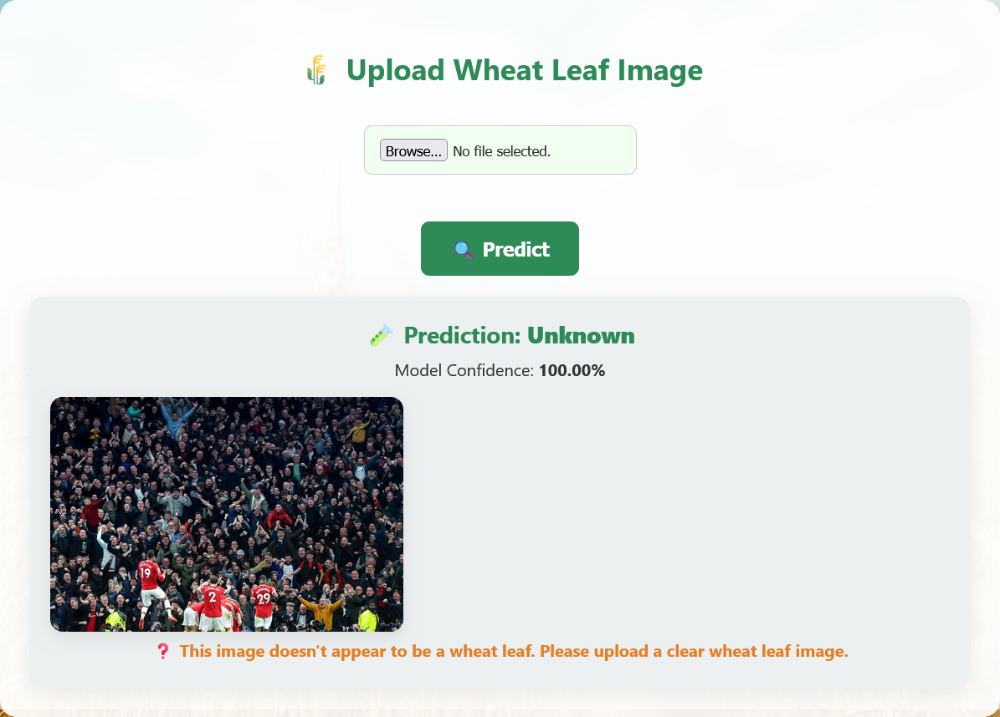 Upload Wheat Leaf Image
Browse... No file selected.
Predict
Prediction: Unknown
Model Confidence: 100.00%
19
2
29
This image doesn't appear to be a wheat leaf. Please upload a clear wheat leaf image.